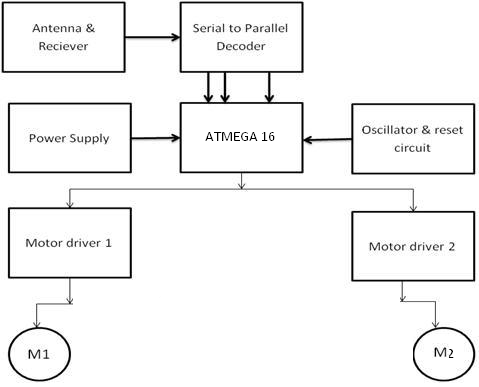 Antenna &
Reciever
Serial to Parallel
Decoder
Power Supply
ATMEGA 16
Oscillator & reset
circuit
Motor driver 1
Motor driver 2
M1
M2